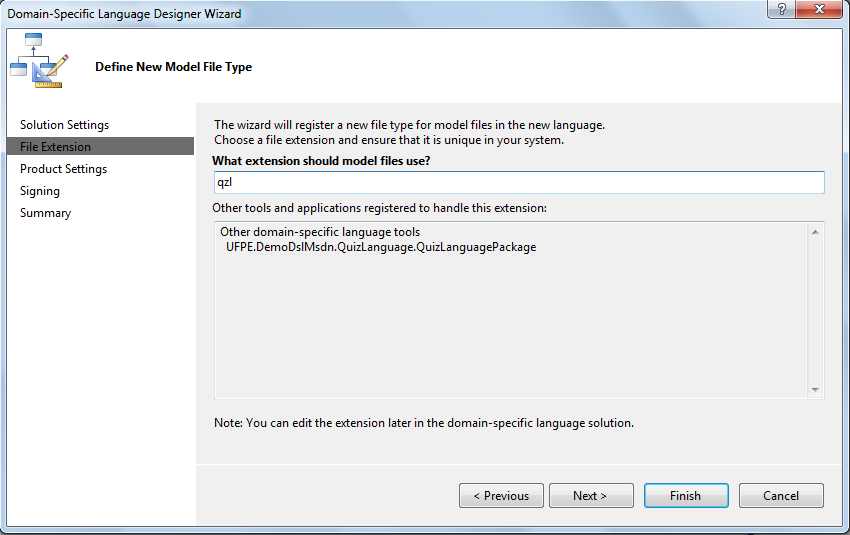 Domain-Specific Language Designer Wizard
?
Define New Model File Type
Solution Settings
File Extension
Product Settings
Signing
Summary
The wizard will register a new file type for model files in the new language.
Choose a file extension and ensure that it is unique in your system.
What extension should model files use?
qzl
Other tools and applications registered to handle this extension:
Other domain-specific language tools
UFPE.DemoDslMsdn.QuizLanguage.QuizLanguagePackage
Note: You can edit the extension later in the domain-specific language solution.
< Previous
Next >
Finish
Cancel